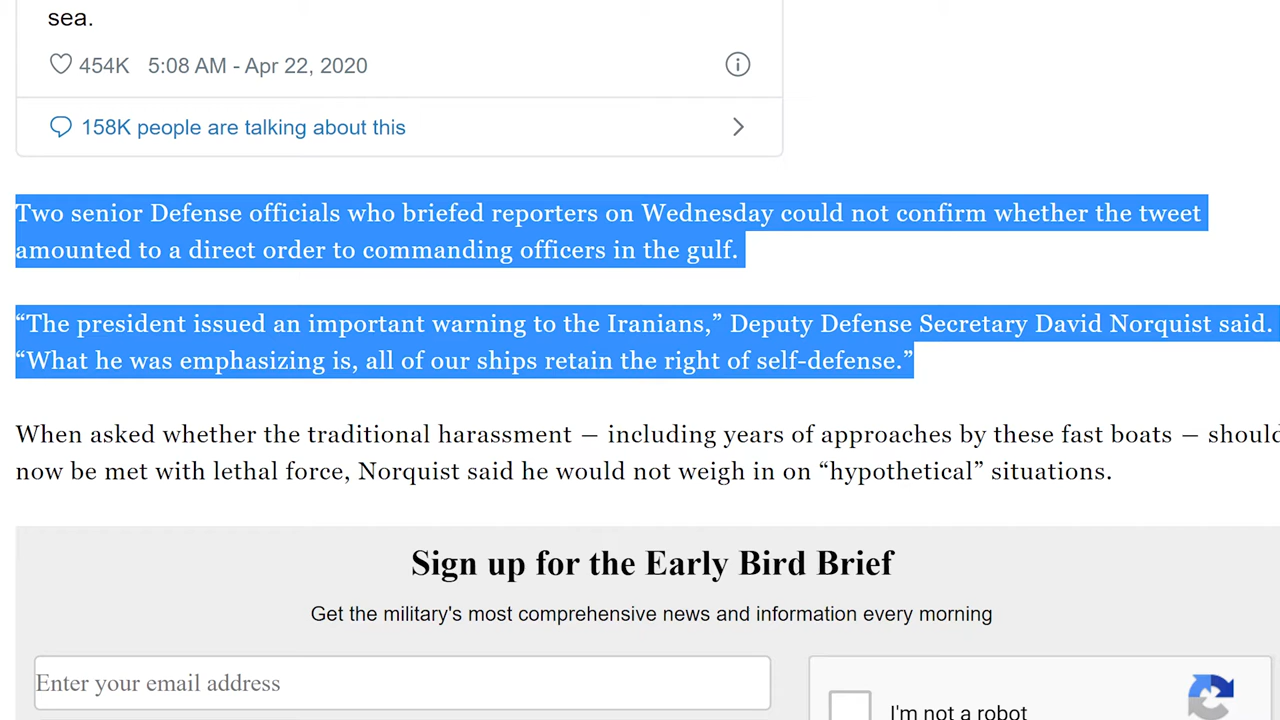 sea.
454K 5:08 AM - Apr 22, 2020
158K people are talking about this
Two senior Defense officials who briefed reporters on Wednesday could not confirm whether the tweet
amounted to a direct order to commanding officers in the gulf.
“The president issued an important warning to the Iranians,” Deputy Defense Secretary David Norquist said.
“What he was emphasizing is, all of our ships retain the right of self-defense.”
When asked whether the traditional harassment — including years of approaches by these fast boats — should
now be met with lethal force, Norquist said he would not weigh in on “hypothetical” situations.
Sign up for the Early Bird Brief
Get the military's most comprehensive news and information every morning
Enter your email address
I'm not a robot